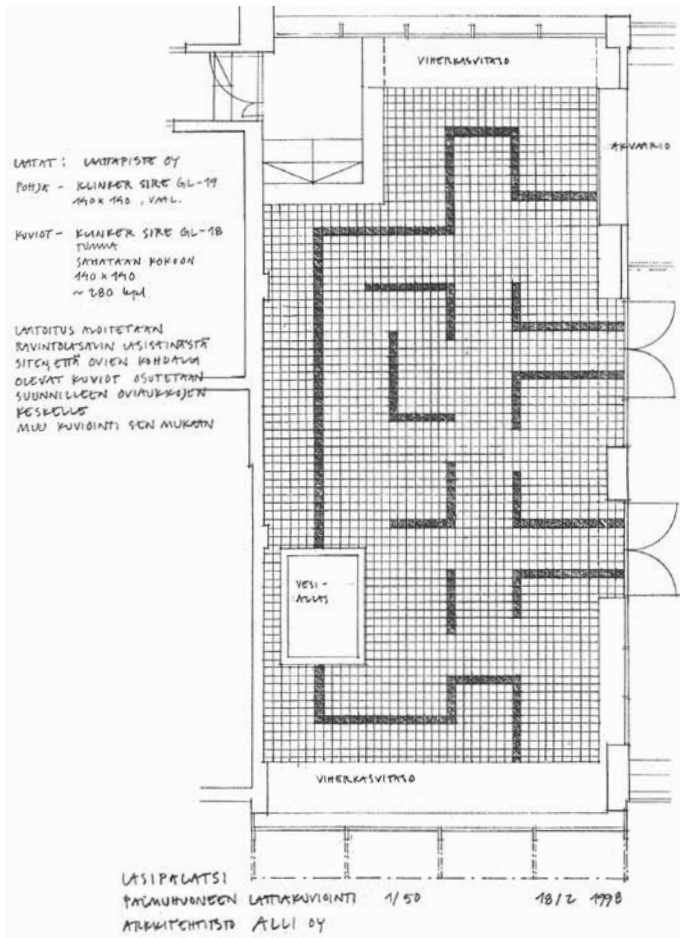 VIHERKASVITASO
AKVAARIO
LAATAT: LAATTAPISTE OY
POHJA - KLINKER SIRE GL-19
140 x 140, VAAL.
KUVIOT - KLINKER SIRE GL-18
TUMMA
SAHATAAN KOKOON
140 x 140
~ 280 kpl
LAATOITUS ALOITETAAN
RAVINTOLASALIN LASISEINÄSTÄ
SITEN, ETTÄ OVIEN KOHDALLA
OLEVAT KUVIOT OSUTETAAN
SUUNNILLEEN OVIAUKKOJEN
KESKELLE
MUU KUVIOINTI SEN MUKAAN
VESI-
ALLAS
VIHERKASVITASO
LASIPALATSI
PALMUHUONEEN LATTIAKUVIOINTI 1/50 18/2 1998
ARKKITEHTITSTO ALLI OY